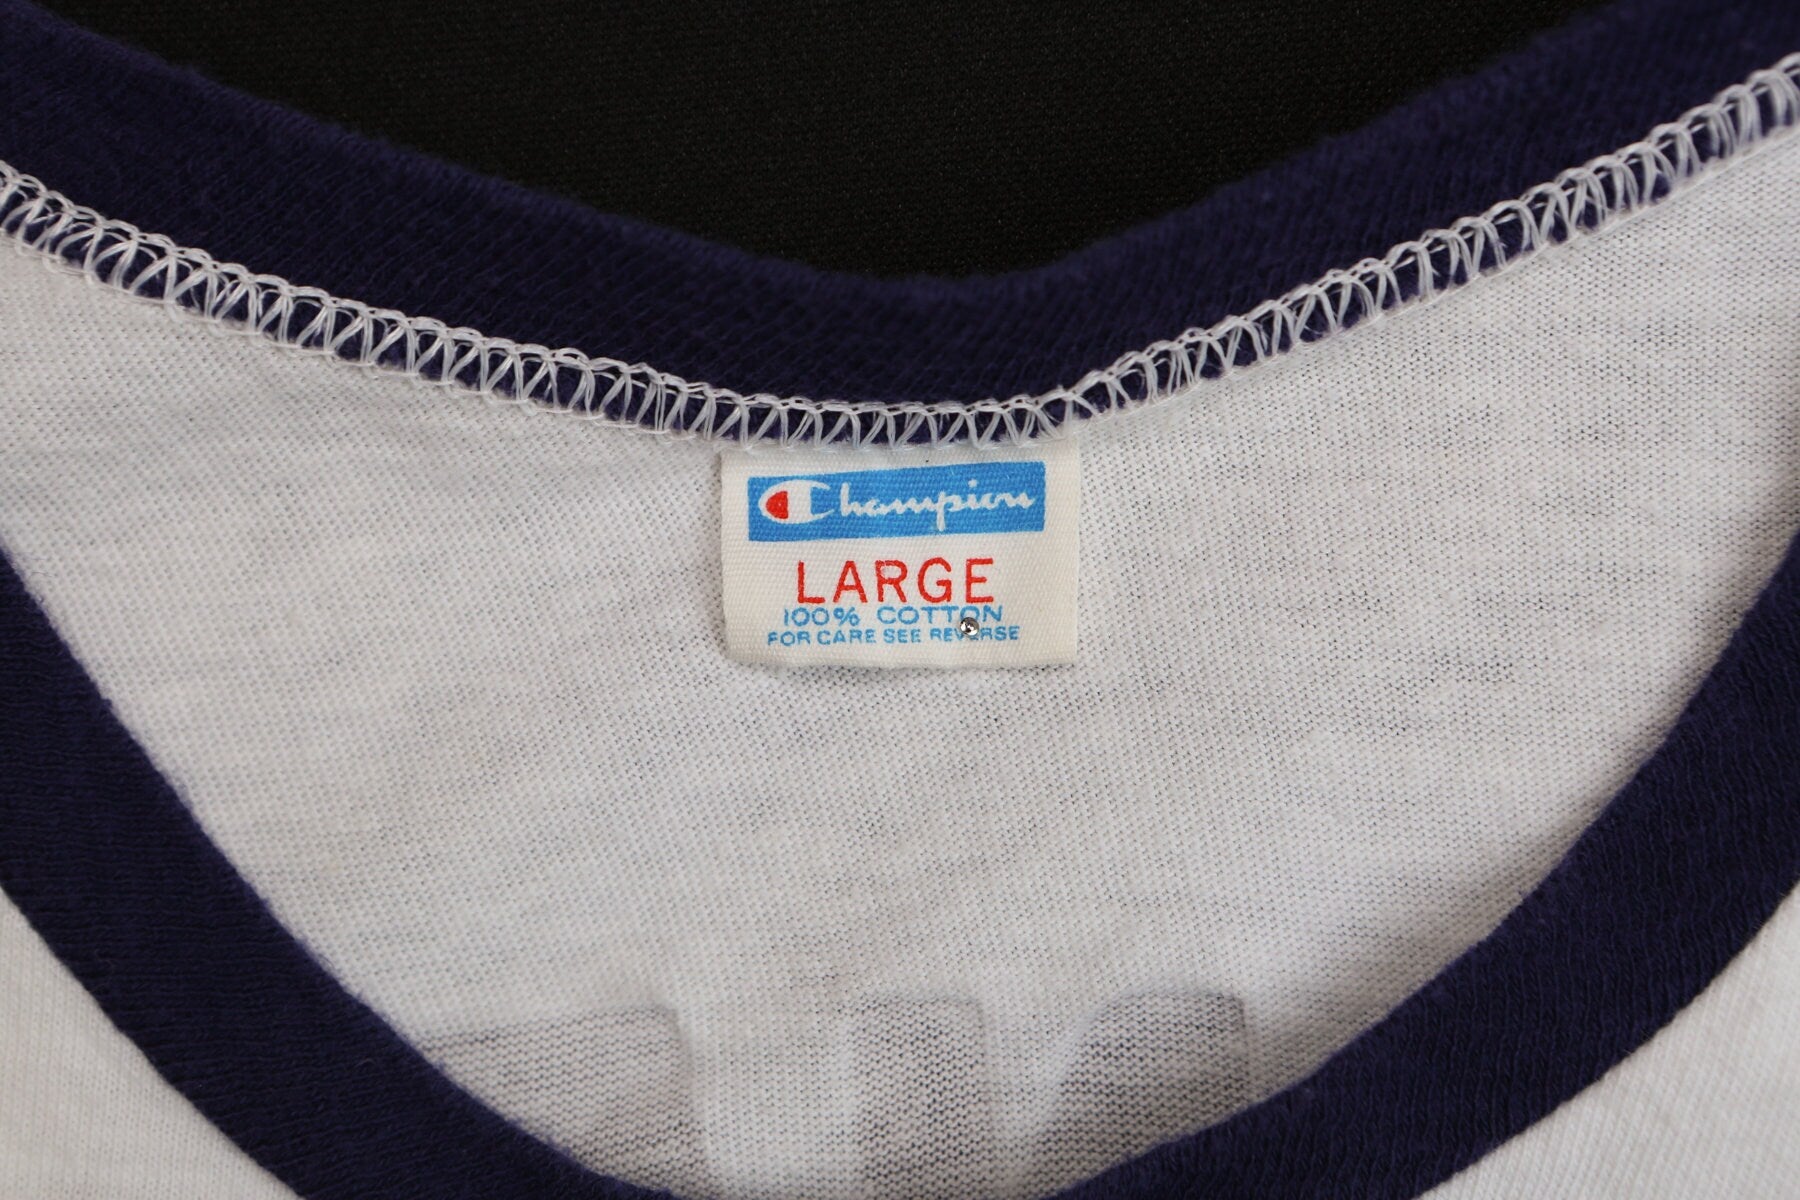 Champion
LARGE
100% COTTON
FOR CARE SEE REVERSE